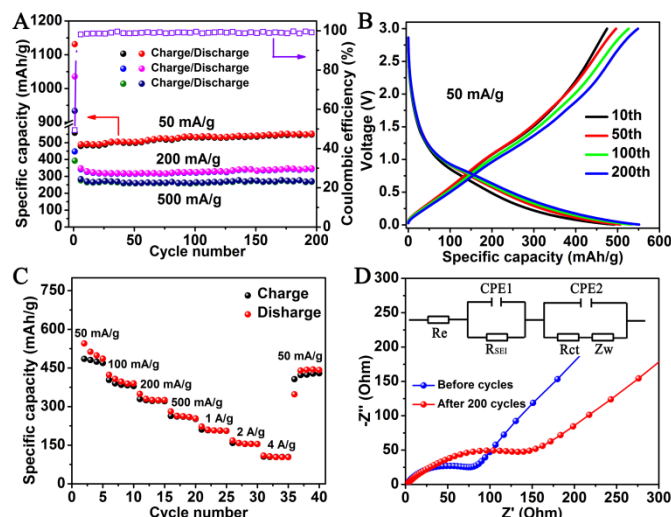 A
Specific capacity (mAh/g)
1200
1100
1000
900
500
400
300
200
100
0
Charge/Discharge
Charge/Discharge
Charge/Discharge
50 mA/g
200 mA/g
500 mA/g
100
80
60
40
20
0
Coulombic efficiency (%)
0 50 100 150 200
Cycle number
B
Voltage (V)
3.0
2.5
2.0
1.5
1.0
0.5
0.0
50 mA/g
10th
50th
100th
200th
0 100 200 300 400 500 600
Specific capacity (mAh/g)
C
Specific capacity (mAh/g)
750
600
450
300
150
0
Charge
Disharge
50 mA/g
100 mA/g
200 mA/g
500 mA/g
1 A/g
2 A/g
4 A/g
50 mA/g
0 5 10 15 20 25 30 35 40
Cycle number
D
-Z'' (Ohm)
-250
-200
-150
-100
-50
0
CPE1
CPE2
Re
RSEI
Rct
Zw
Before cycles
After 200 cycles
0 50 100 150 200 250 300
Z' (Ohm)